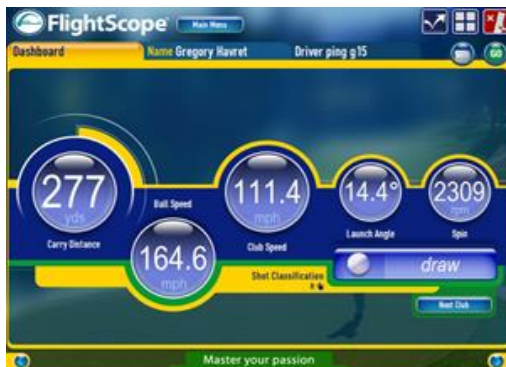 FlightScope
Main Menu
Dashboard
Name Gregory Havret
Driver ping g15
GO
277
yds
Carry Distance
Ball Speed
164.6
mph
111.4
mph
Club Speed
14.4°
Launch Angle
2309
rpm
Spin
Shot Classification
R
draw
Next Club
Master your passion